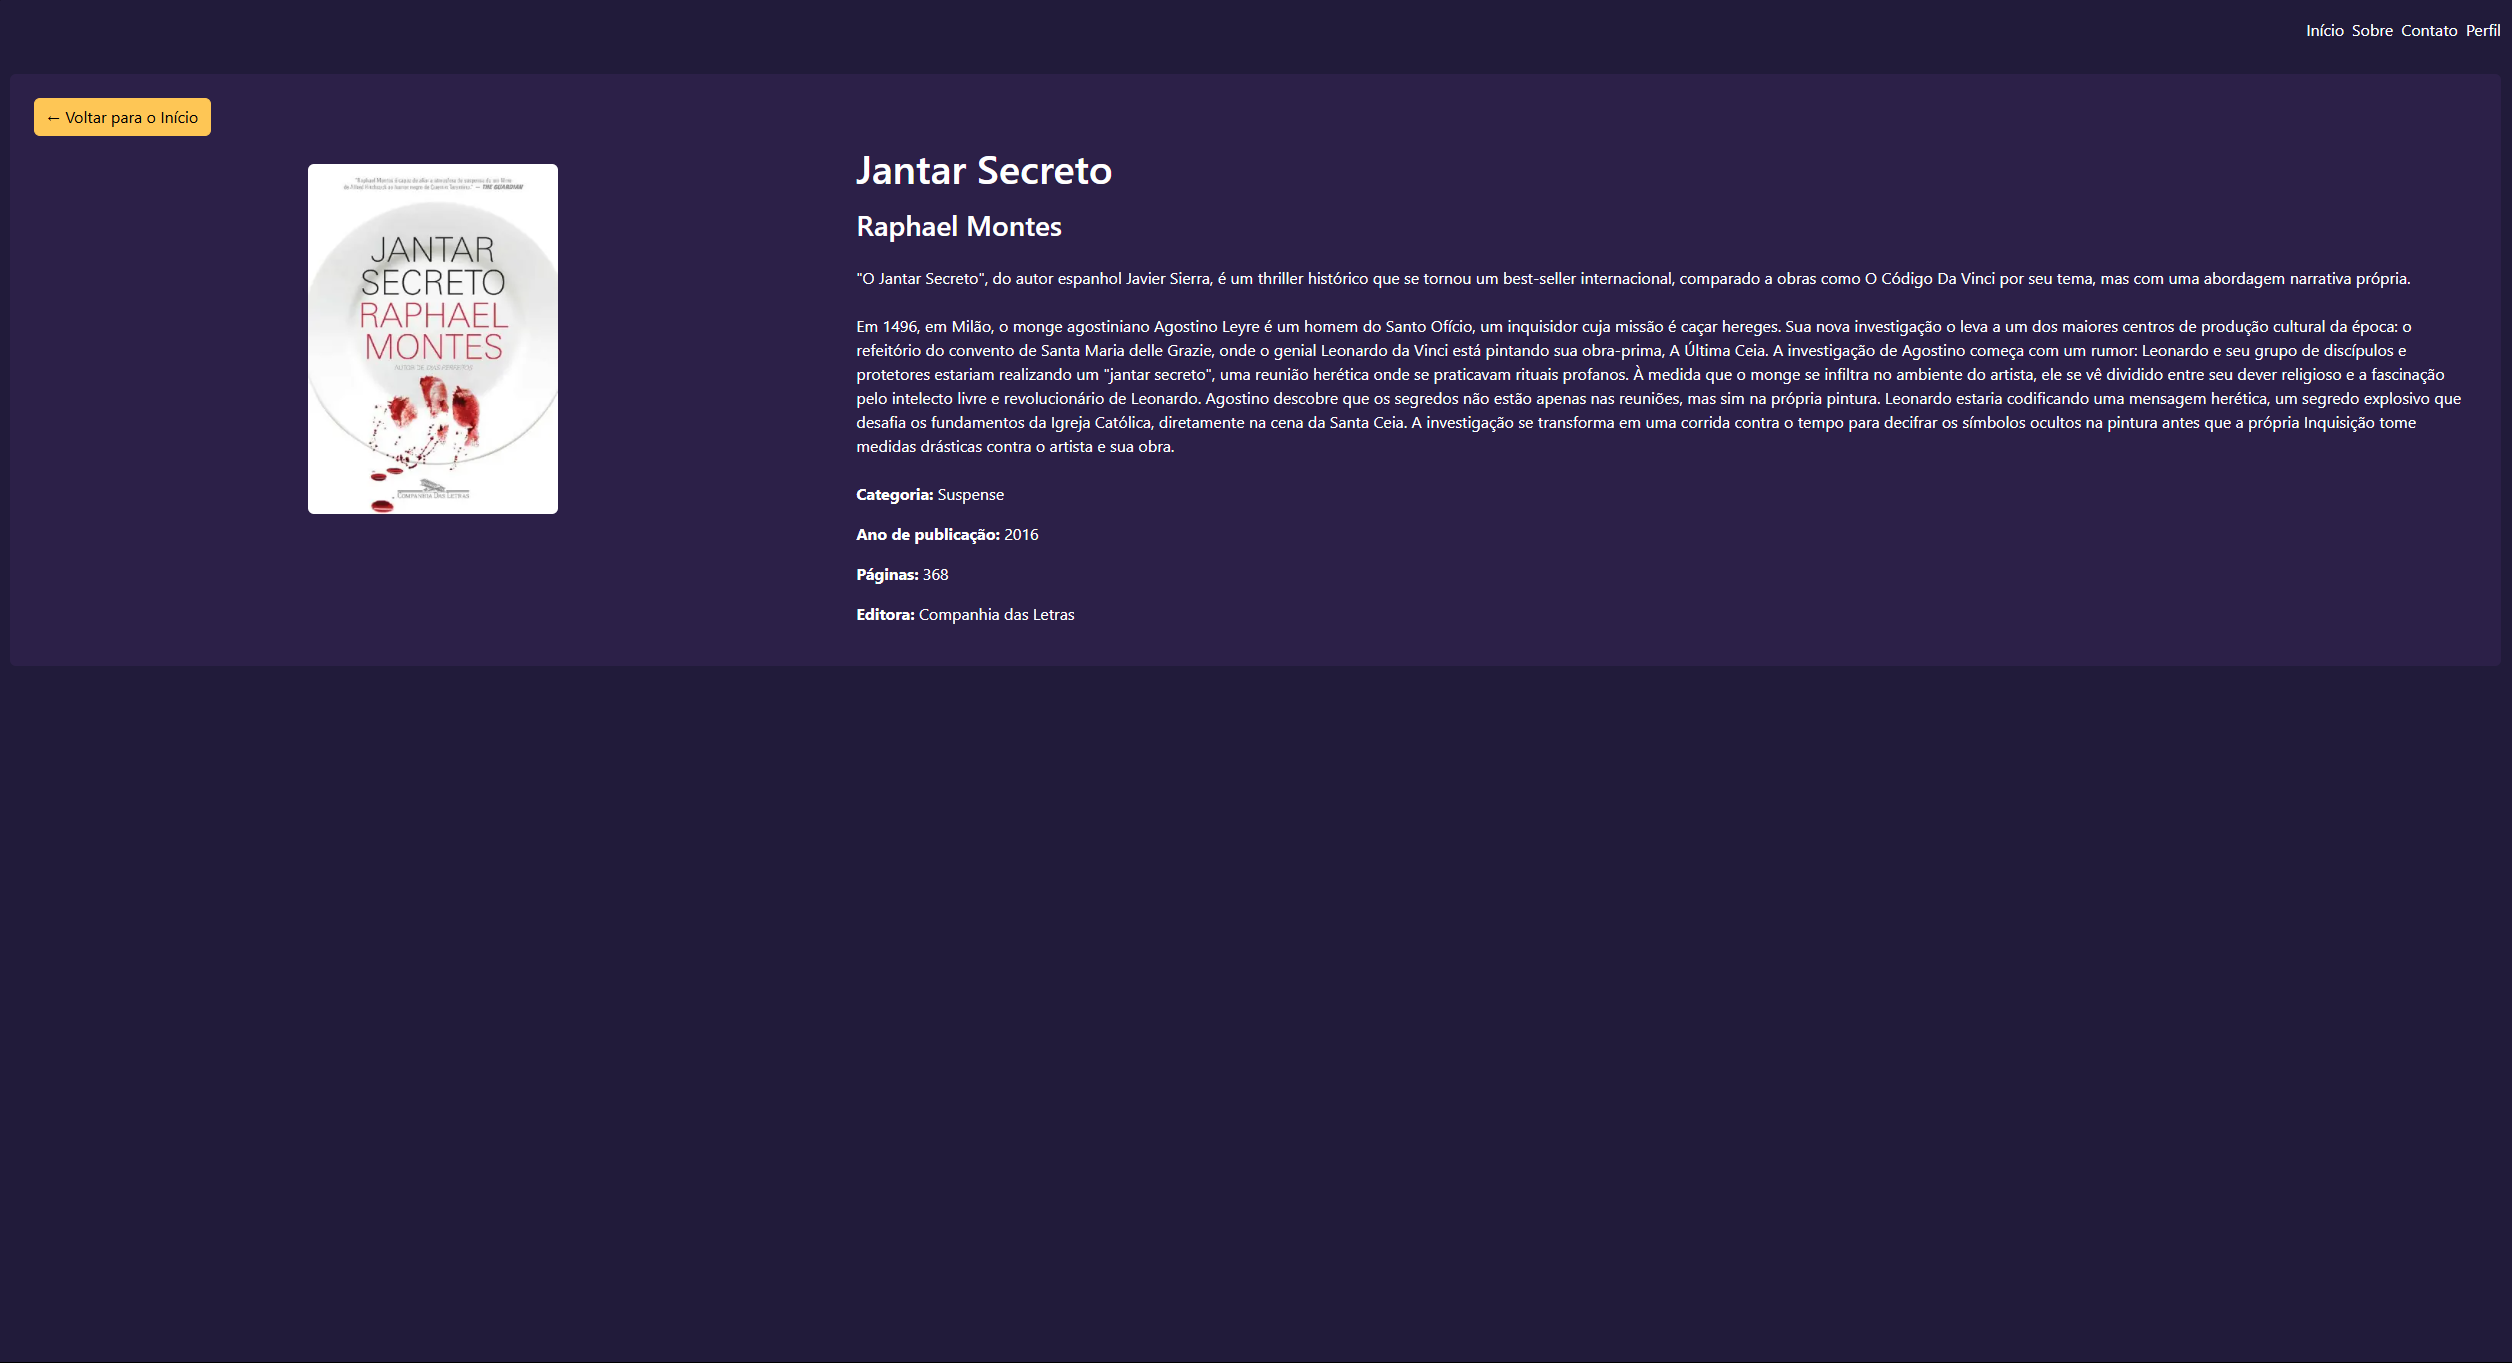 Início Sobre Contato Perfil
← Voltar para o Início
Jantar Secreto
Raphael Montes
"O Jantar Secreto", do autor espanhol Javier Sierra, é um thriller histórico que se tornou um best-seller internacional, comparado a obras como O Código Da Vinci por seu tema, mas com uma abordagem narrativa própria.
Em 1496, em Milão, o monge agostiniano Agostino Leyre é um homem do Santo Ofício, um inquisidor cuja missão é caçar hereges. Sua nova investigação o leva a um dos maiores centros de produção cultural da época: o
refeitório do convento de Santa Maria delle Grazie, onde o genial Leonardo da Vinci está pintando sua obra-prima, A Última Ceia. A investigação de Agostino começa com um rumor: Leonardo e seu grupo de discípulos e
protetores estariam realizando um "jantar secreto", uma reunião herética onde se praticavam rituais profanos. À medida que o monge se infiltra no ambiente do artista, ele se vê dividido entre seu dever religioso e a fascinação
pelo intelecto livre e revolucionário de Leonardo. Agostino descobre que os segredos não estão apenas nas reuniões, mas sim na própria pintura. Leonardo estaria codificando uma mensagem herética, um segredo explosivo que
desafia os fundamentos da Igreja Católica, diretamente na cena da Santa Ceia. A investigação se transforma em uma corrida contra o tempo para decifrar os símbolos ocultos na pintura antes que a própria Inquisição tome
medidas drásticas contra o artista e sua obra.
Categoria: Suspense
Ano de publicação: 2016
Páginas: 368
Editora: Companhia das Letras
THE GUARDIAN
JANTAR
SECRETO
RAPHAEL
MONTES
COMPANHIA DAS LETRAS